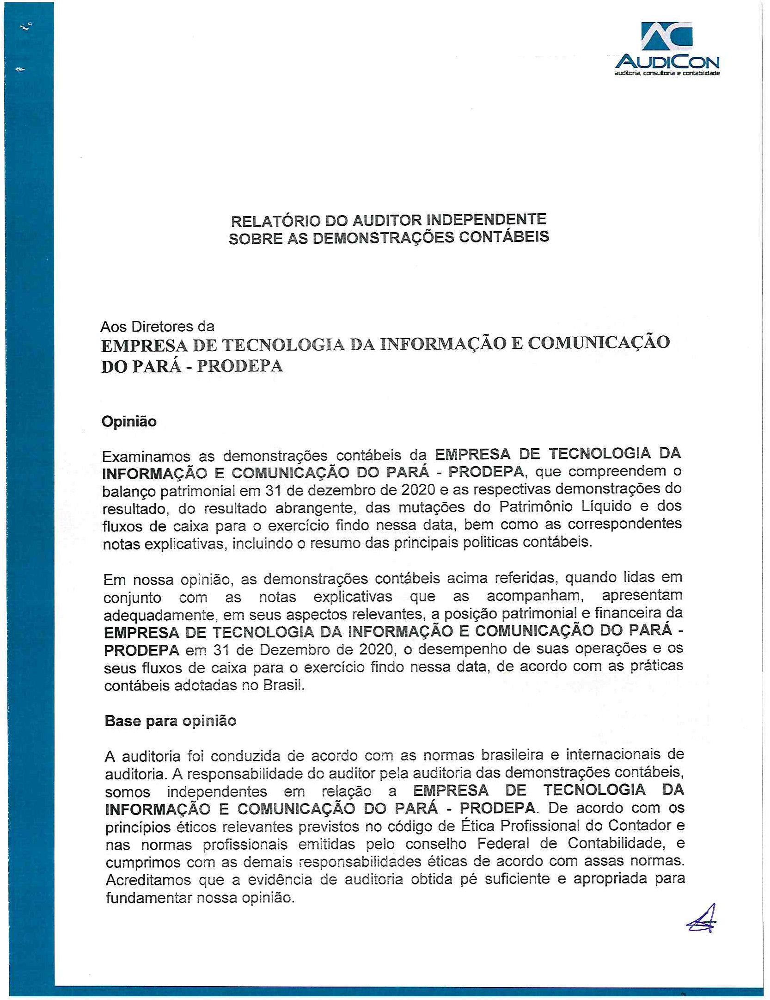 AC
AUDICON
auditoria, consultoria e contabilidade
RELATÓRIO DO AUDITOR INDEPENDENTE
SOBRE AS DEMONSTRAÇÕES CONTÁBEIS
Aos Diretores da
EMPRESA DE TECNOLOGIA DA INFORMAÇÃO E COMUNICAÇÃO
DO PARÁ - PRODEPA
Opinião
Examinamos as demonstrações contábeis da EMPRESA DE TECNOLOGIA DA
INFORMAÇÃO E COMUNICAÇÃO DO PARÁ - PRODEPA, que compreendem o
balanço patrimonial em 31 de dezembro de 2020 e as respectivas demonstrações do
resultado, do resultado abrangente, das mutações do Patrimônio Líquido e dos
fluxos de caixa para o exercício findo nessa data, bem como as correspondentes
notas explicativas, incluindo o resumo das principais politicas contábeis.
Em nossa opinião, as demonstrações contábeis acima referidas, quando lidas em
conjunto com as notas explicativas que as acompanham, apresentam
adequadamente, em seus aspectos relevantes, a posição patrimonial e financeira da
EMPRESA DE TECNOLOGIA DA INFORMAÇÃO E COMUNICAÇÃO DO PARÁ -
PRODEPA em 31 de Dezembro de 2020, o desempenho de suas operações e os
seus fluxos de caixa para o exercício findo nessa data, de acordo com as práticas
contábeis adotadas no Brasil.
Base para opinião
A auditoria foi conduzida de acordo com as normas brasileira e internacionais de
auditoria. A responsabilidade do auditor pela auditoria das demonstrações contábeis,
somos independentes em relação a EMPRESA DE TECNOLOGIA DA
INFORMAÇÃO E COMUNICAÇÃO DO PARÁ - PRODEPA. De acordo com os
princípios éticos relevantes previstos no código de Ética Profissional do Contador e
nas normas profissionais emitidas pelo conselho Federal de Contabilidade, e
cumprimos com as demais responsabilidades éticas de acordo com assas normas.
Acreditamos que a evidência de auditoria obtida pé suficiente e apropriada para
fundamentar nossa opinião.